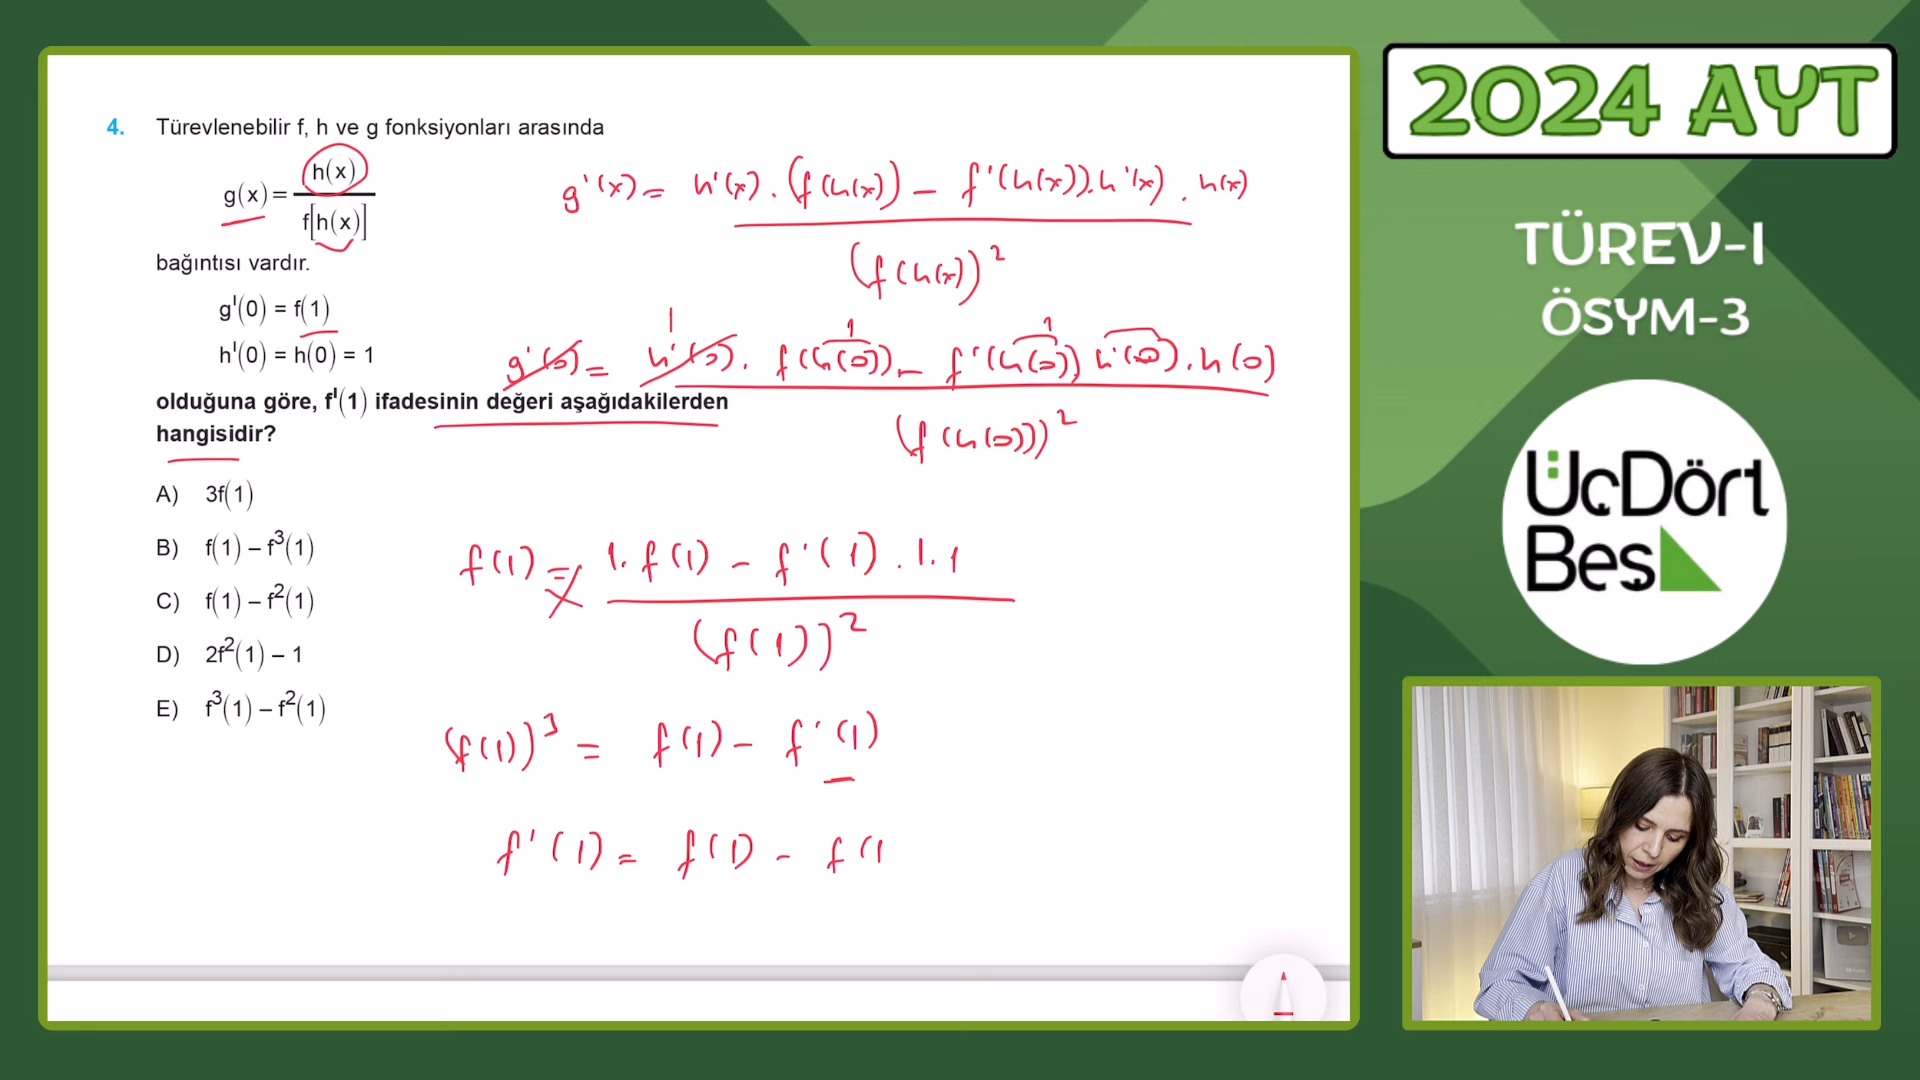 4. Türevlenebilir f, h ve g fonksiyonları arasında
g(x) = h(x) / f[h(x)]
bağıntısı vardır.
g'(0) = f(1)
h'(0) = h(0) = 1
olduğuna göre, f'(1) ifadesinin değeri aşağıdakilerden
hangisidir?
A) 3f(1)
B) f(1) – f³(1)
C) f(1) – f²(1)
D) 2f²(1) – 1
E) f³(1) – f²(1)
g'(x) = h'(x) . (f(h(x)) – f'(h(x)).h'(x) . h(x)
(f(h(x))²
1 1 1
g'(0) = h'(0) . f(h(0)) – f'(h(0)) h'(0) . h(0)
(f(h(0)))²
f(1) = 1. f(1) – f'(1) . 1. 1
(f(1))²
(f(1))³ = f(1) – f'(1)
f'(1) = f(1) – f(1
2024 AYT
TÜREV-I
ÖSYM-3
ÜçDört
Beş